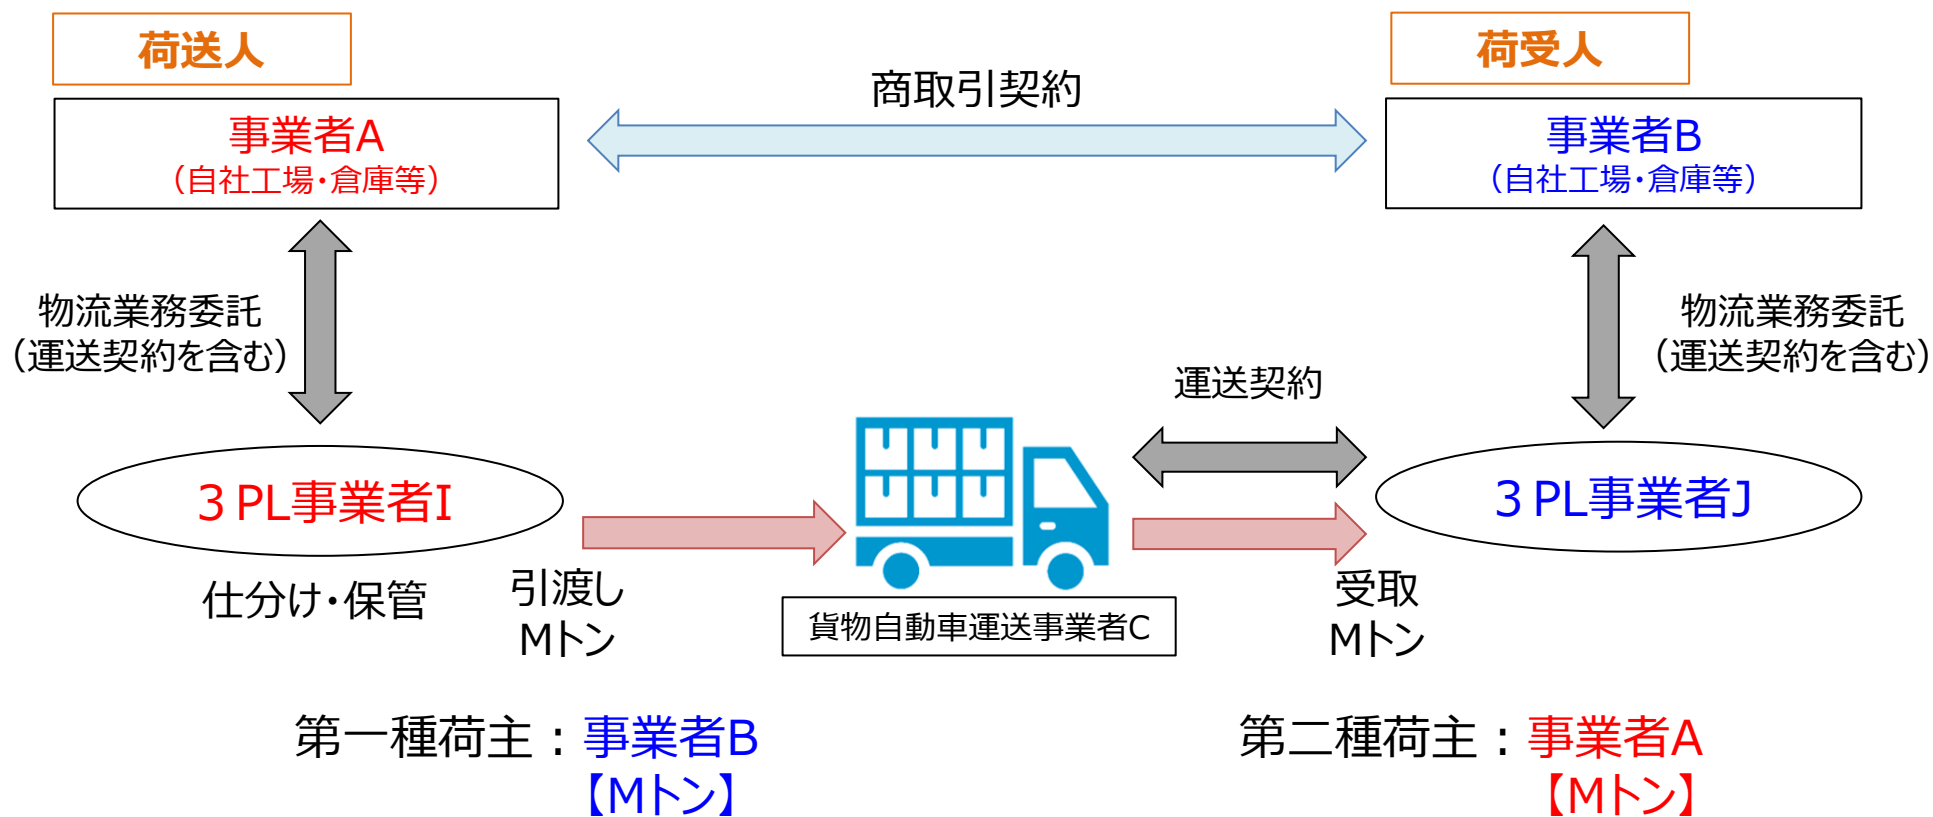 荷送人
荷受人
商取引契約
事業者A
（自社工場・倉庫等）
事業者B
（自社工場・倉庫等）
物流業務委託
（運送契約を含む）
物流業務委託
（運送契約を含む）
運送契約
３PL事業者I
３PL事業者J
仕分け・保管
引渡し
Mトン
貨物自動車運送事業者C
受取
Mトン
第一種荷主：事業者B
【Mトン】
第二種荷主：事業者A
【Mトン】